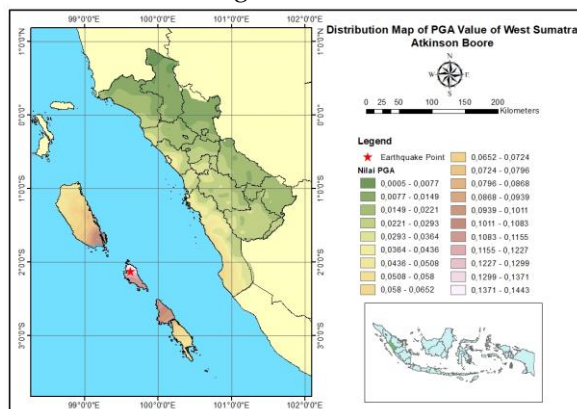 Distribution Map of PGA Value of West Sumatra
Atkinson Boore
N
W E
S
0 25 50 100 150 200
Kilometers
Legend
Earthquake Point
Nilai PGA
0,0005 - 0,0077
0,0077 - 0,0149
0,0149 - 0,0221
0,0221 - 0,0293
0,0293 - 0,0364
0,0364 - 0,0436
0,0436 - 0,0508
0,0508 - 0,058
0,058 - 0,0652
0,0652 - 0,0724
0,0724 - 0,0796
0,0796 - 0,0868
0,0868 - 0,0939
0,0939 - 0,1011
0,1011 - 0,1083
0,1083 - 0,1155
0,1155 - 0,1227
0,1227 - 0,1299
0,1299 - 0,1371
0,1371 - 0,1443
1°0'0"N
0°0'0"
1°0'0"S
2°0'0"S
3°0'0"S
99°0'0"E
100°0'0"E
101°0'0"E
102°0'0"E